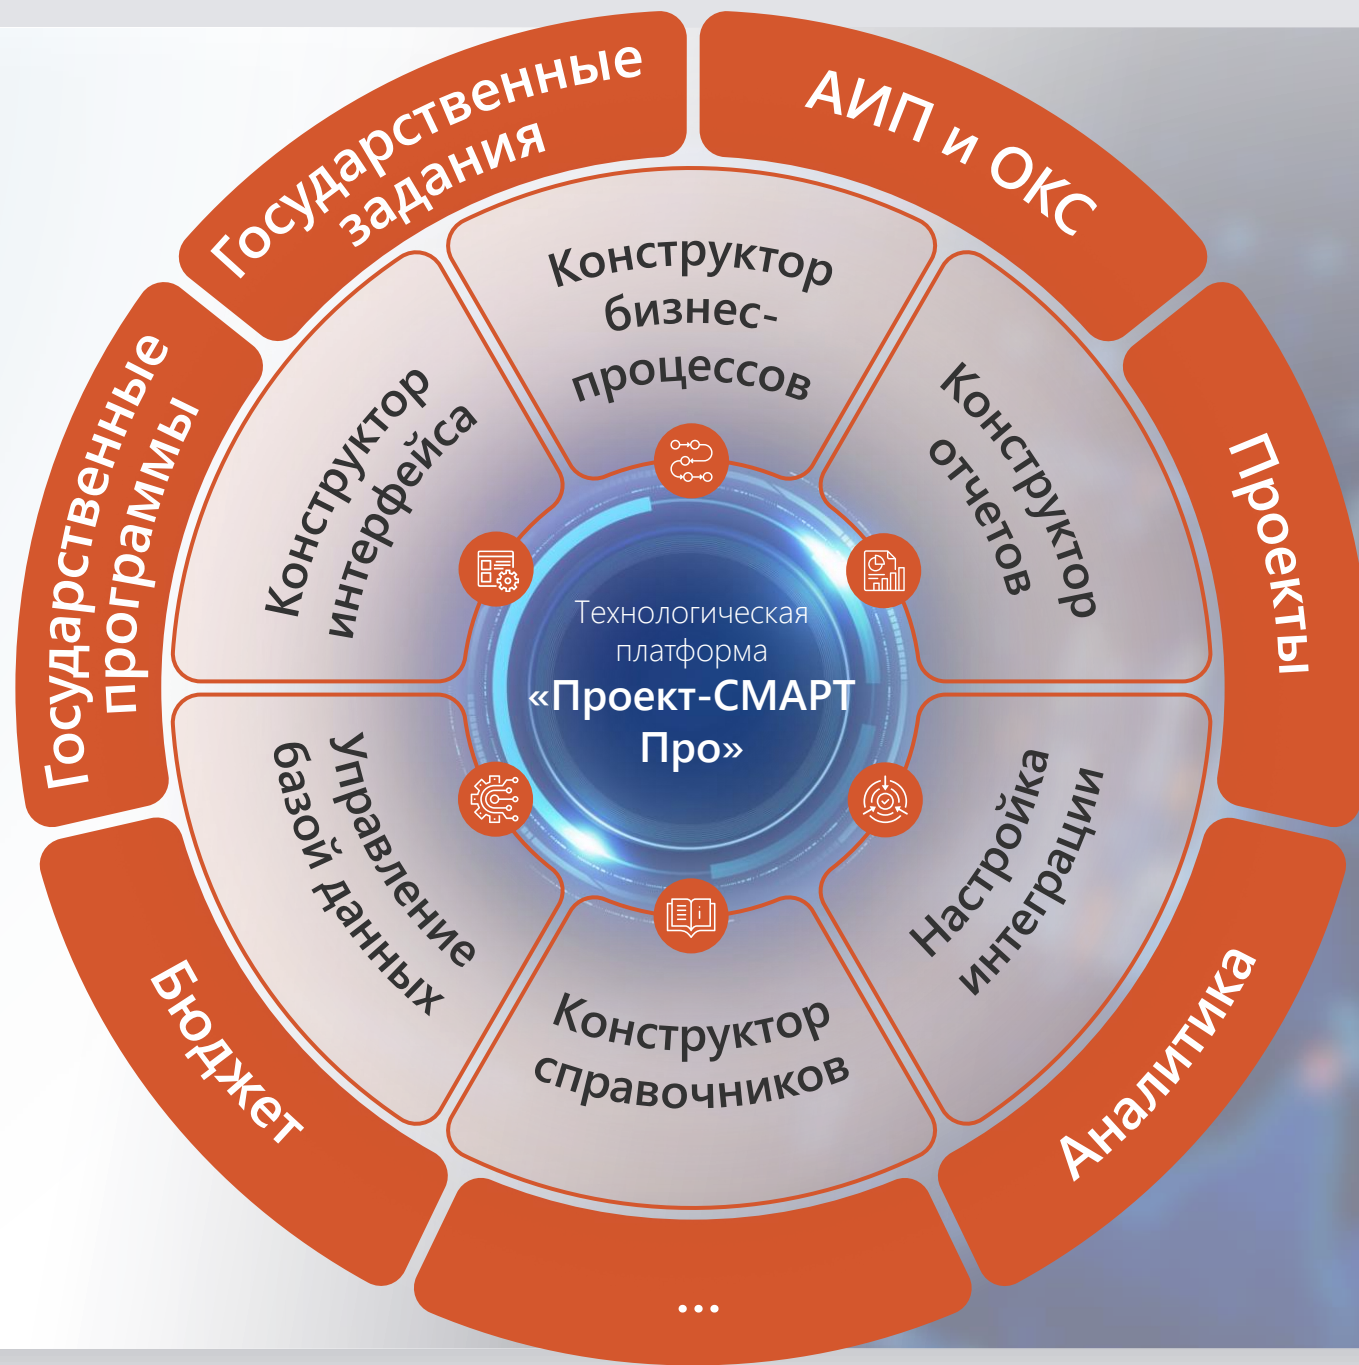 Государственные
задания
АИП и ОКС
Проекты
Аналитика
...
Бюджет
Государственные
программы
Конструктор
бизнес-
процессов
Конструктор
отчетов
Настройка
интеграции
Конструктор
справочников
Управление
базой данных
Конструктор
интерфейса
Технологическая
платформа
«Проект-СМАРТ
Про»